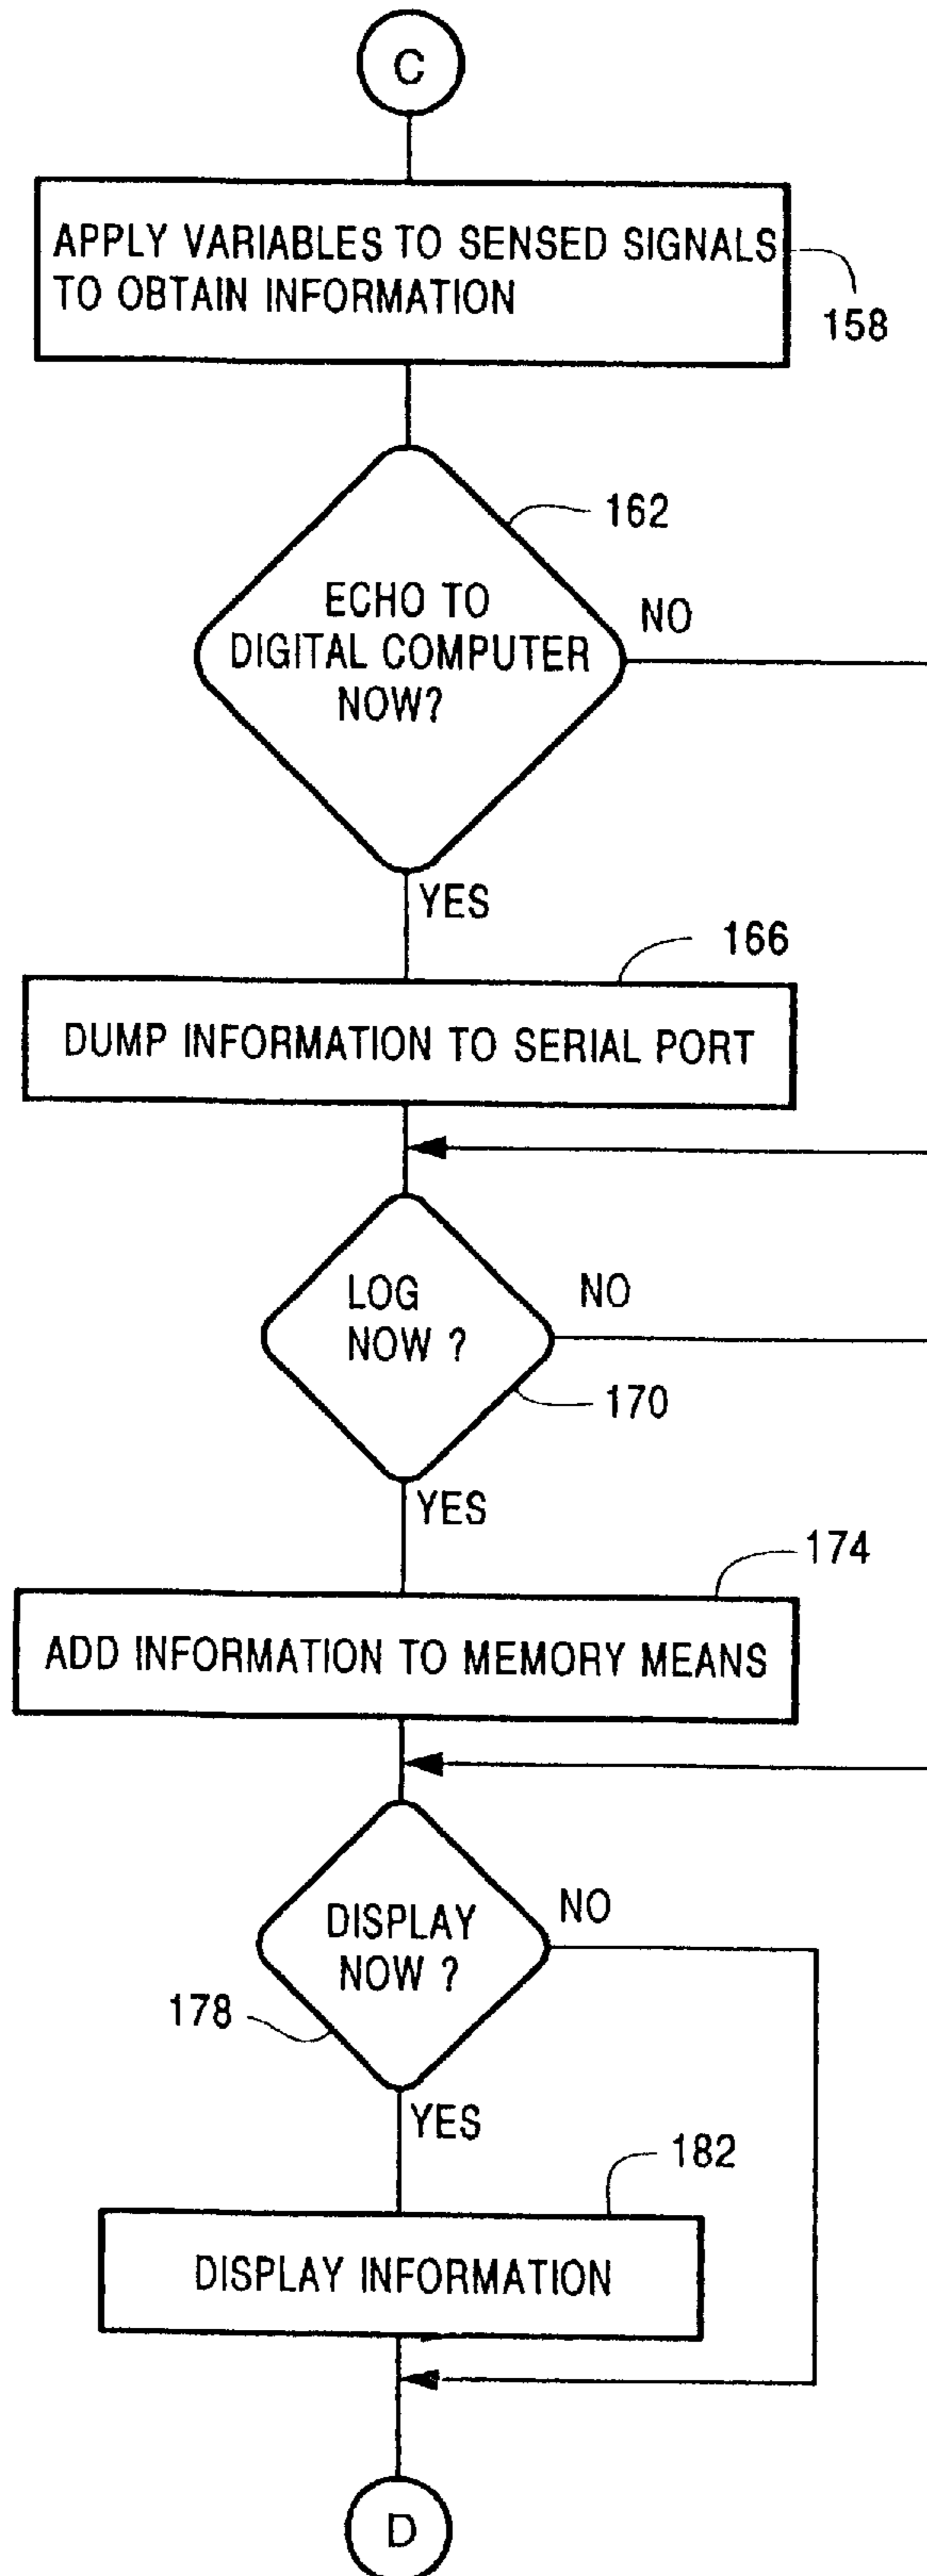 C
APPLY VARIABLES TO SENSED SIGNALS
TO OBTAIN INFORMATION
158
162
ECHO TO
DIGITAL COMPUTER
NOW?
NO
YES
166
DUMP INFORMATION TO SERIAL PORT
LOG
NOW ?
NO
170
YES
174
ADD INFORMATION TO MEMORY MEANS
DISPLAY
NOW ?
NO
178
YES
182
DISPLAY INFORMATION
D